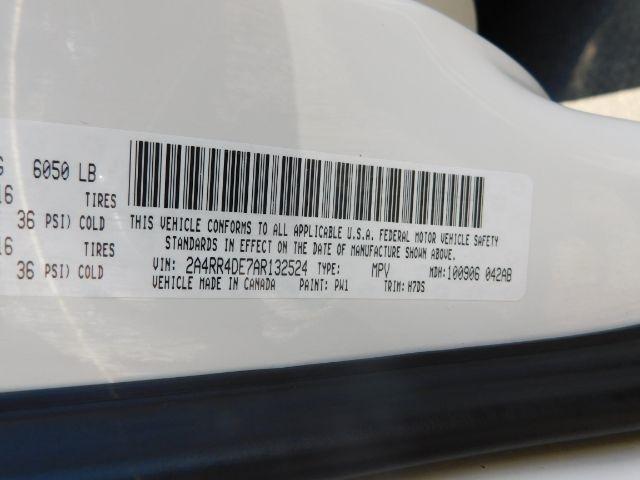 6050 LB
16 TIRES
36 PSI) COLD
16 TIRES
36 PSI) COLD
THIS VEHICLE CONFORMS TO ALL APPLICABLE U.S.A. FEDERAL MOTOR VEHICLE SAFETY
STANDARDS IN EFFECT ON THE DATE OF MANUFACTURE SHOWN ABOVE.
VIN: 2A4RR4DE7AR132524 TYPE: MPV MDH:100906 042AB
VEHICLE MADE IN CANADA PAINT: PW1 TRIM: H7DS